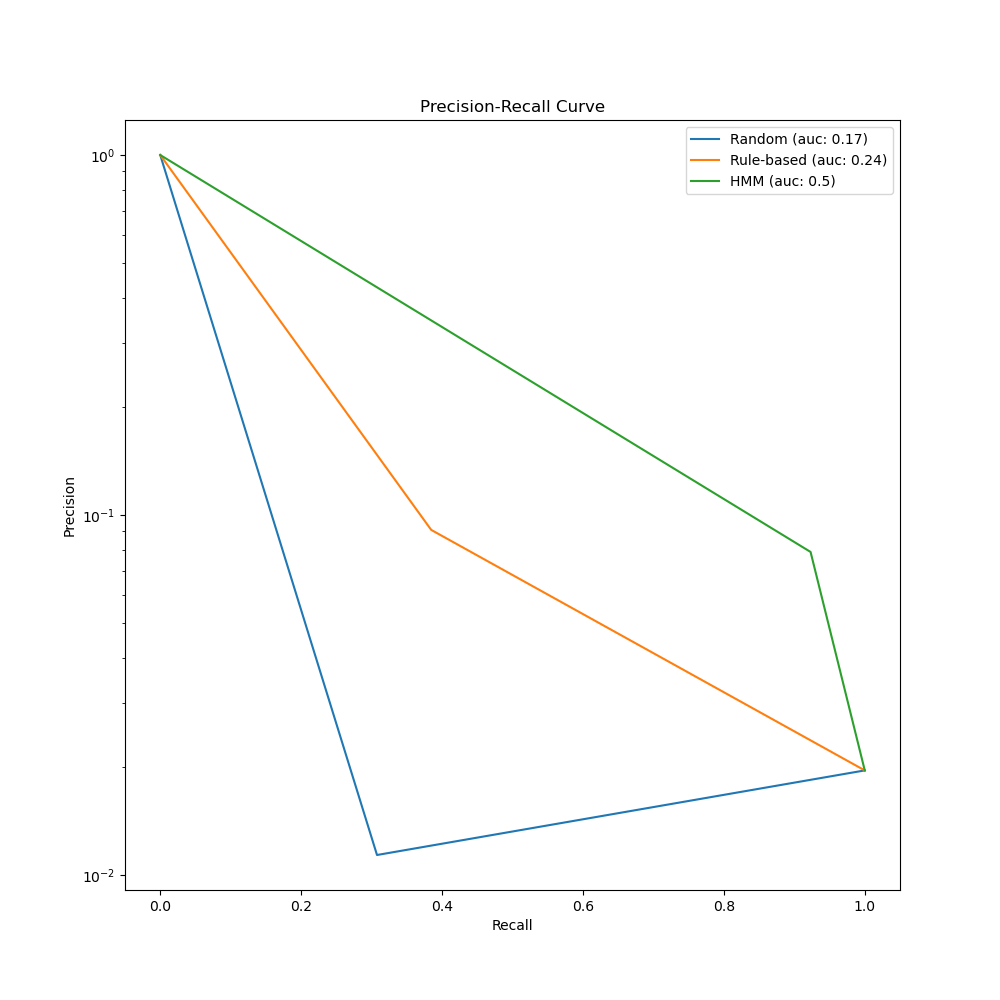 Precision-Recall Curve
Random (auc: 0.17)
Rule-based (auc: 0.24)
HMM (auc: 0.5)
10⁰
10⁻¹
10⁻²
Precision
0.0 0.2 0.4 0.6 0.8 1.0
Recall